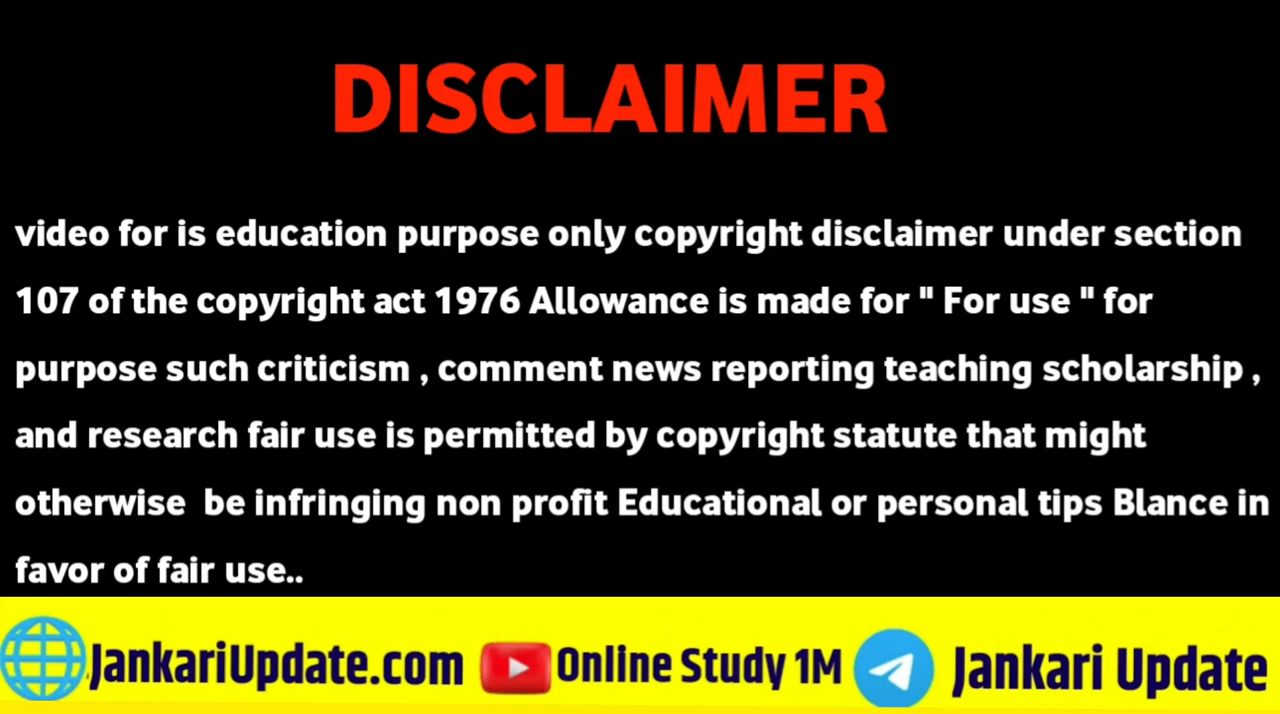 DISCLAIMER
video for is education purpose only copyright disclaimer under section
107 of the copyright act 1976 Allowance is made for " For use " for
purpose such criticism , comment news reporting teaching scholarship ,
and research fair use is permitted by copyright statute that might
otherwise be infringing non profit Educational or personal tips Blance in
favor of fair use..
JankariUpdate.com Online Study 1M Jankari Update